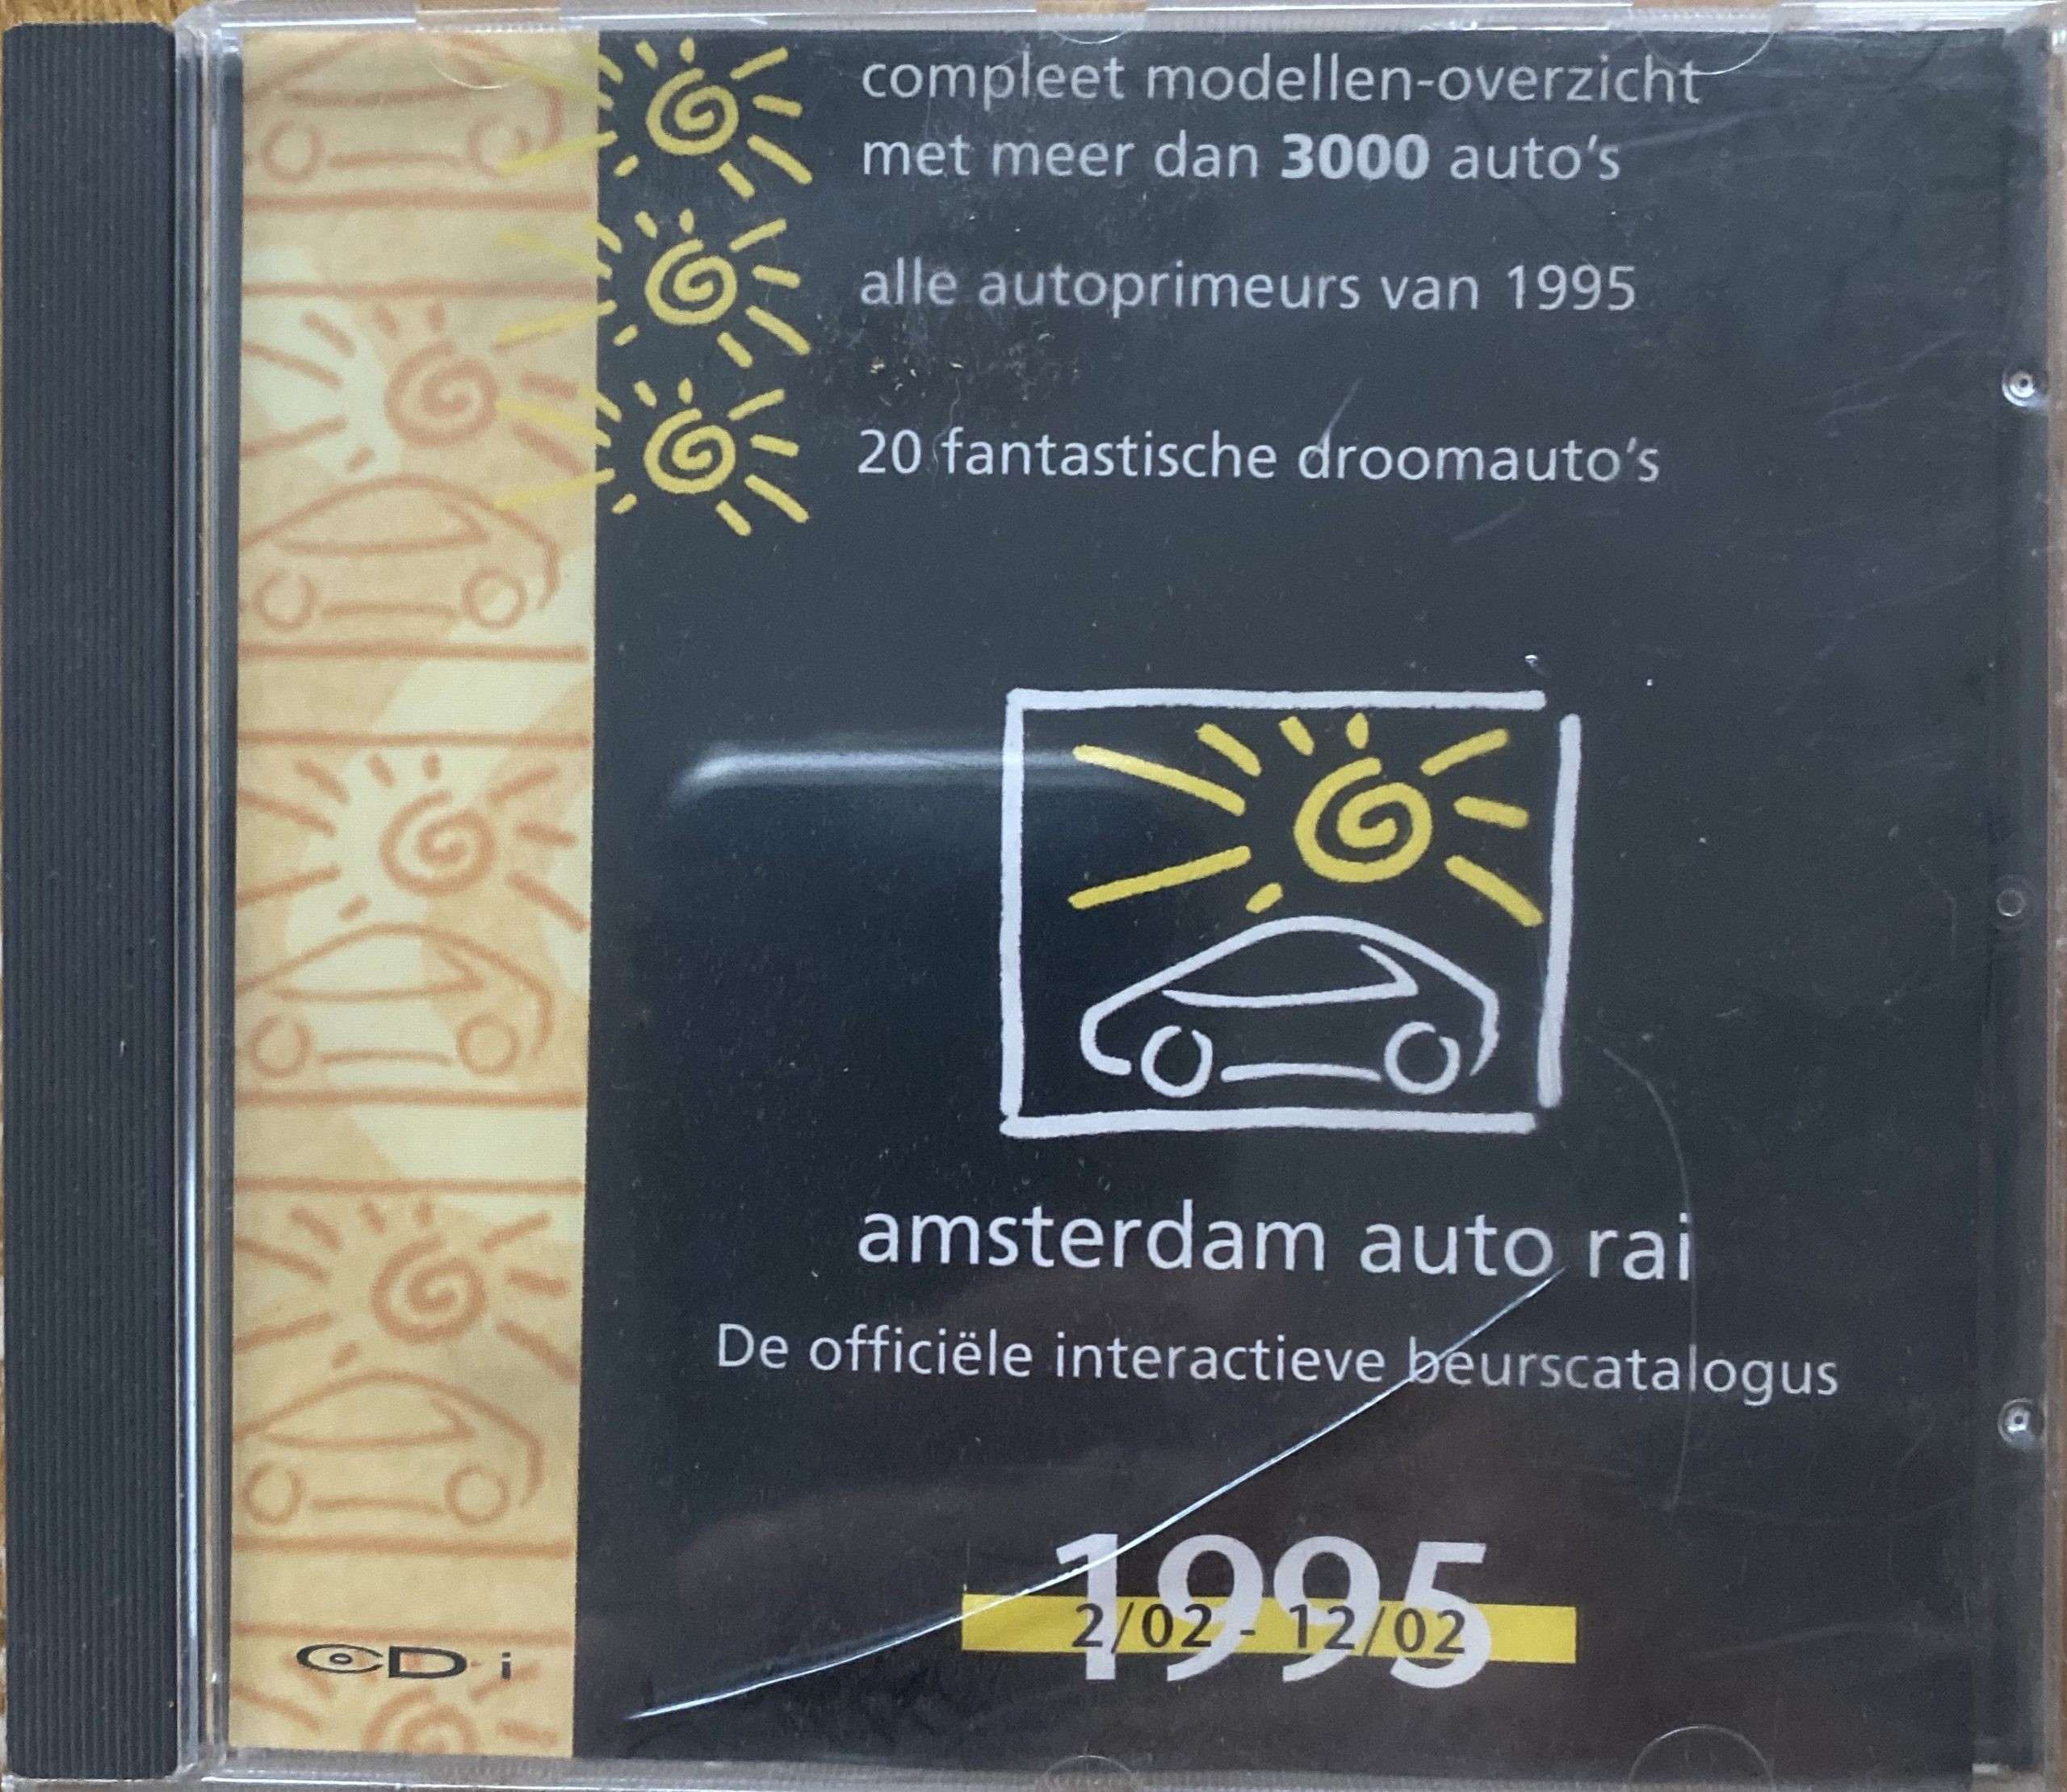 compleet modellen-overzicht
met meer dan 3000 auto's
alle autoprimeurs van 1995
20 fantastische droomauto's
amsterdam auto rai
De officiële interactieve beurscatalogus
1995
2/02 - 12/02
CD-i